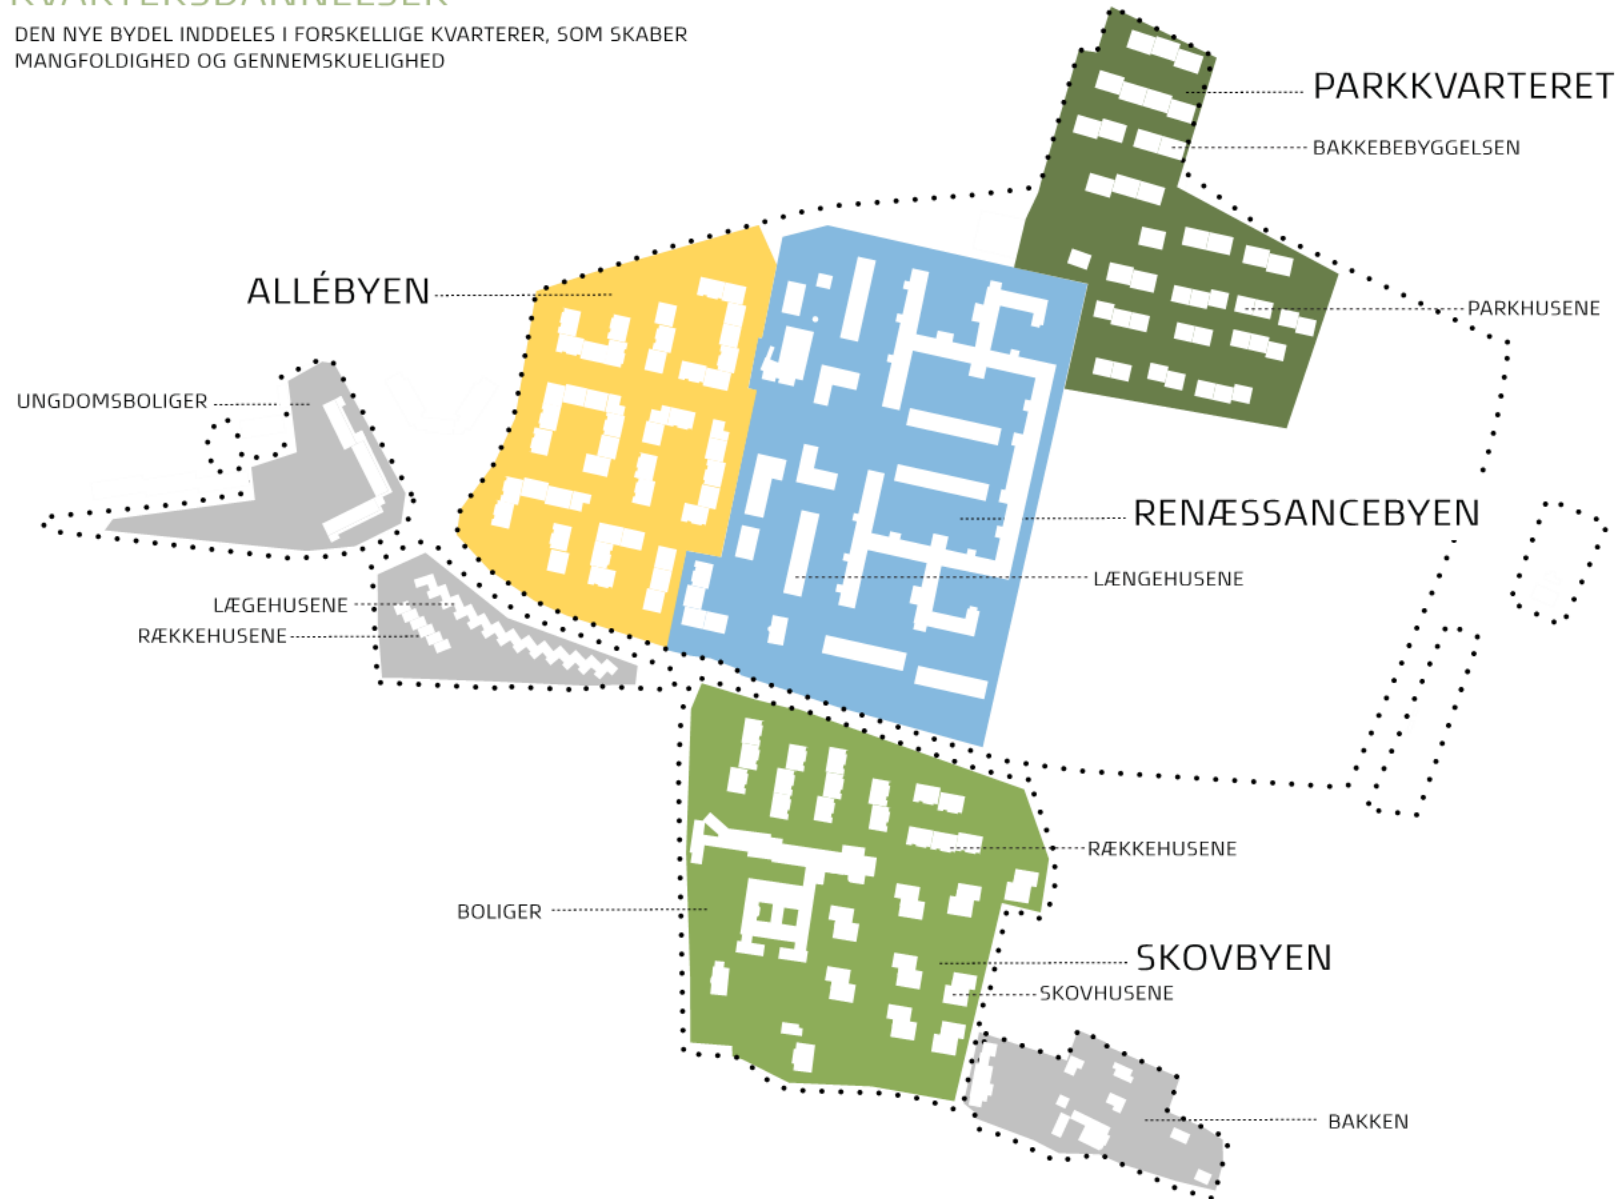 KVARTERSDANNELSER
DEN NYE BYDEL INDDELES I FORSKELLIGE KVARTERER, SOM SKABER
MANGFOLDIGHED OG GENNEMSKUELIGHED
PARKKVARTERET
BAKKEBEBYGGELSEN
ALLÉBYEN
PARKHUSENE
UNGDOMSBOLIGER
RENÆSSANCEBYEN
LÆNGEHUSENE
LÆGEHUSENE
RÆKKEHUSENE
RÆKKEHUSENE
BOLIGER
SKOVBYEN
SKOVHUSENE
BAKKEN